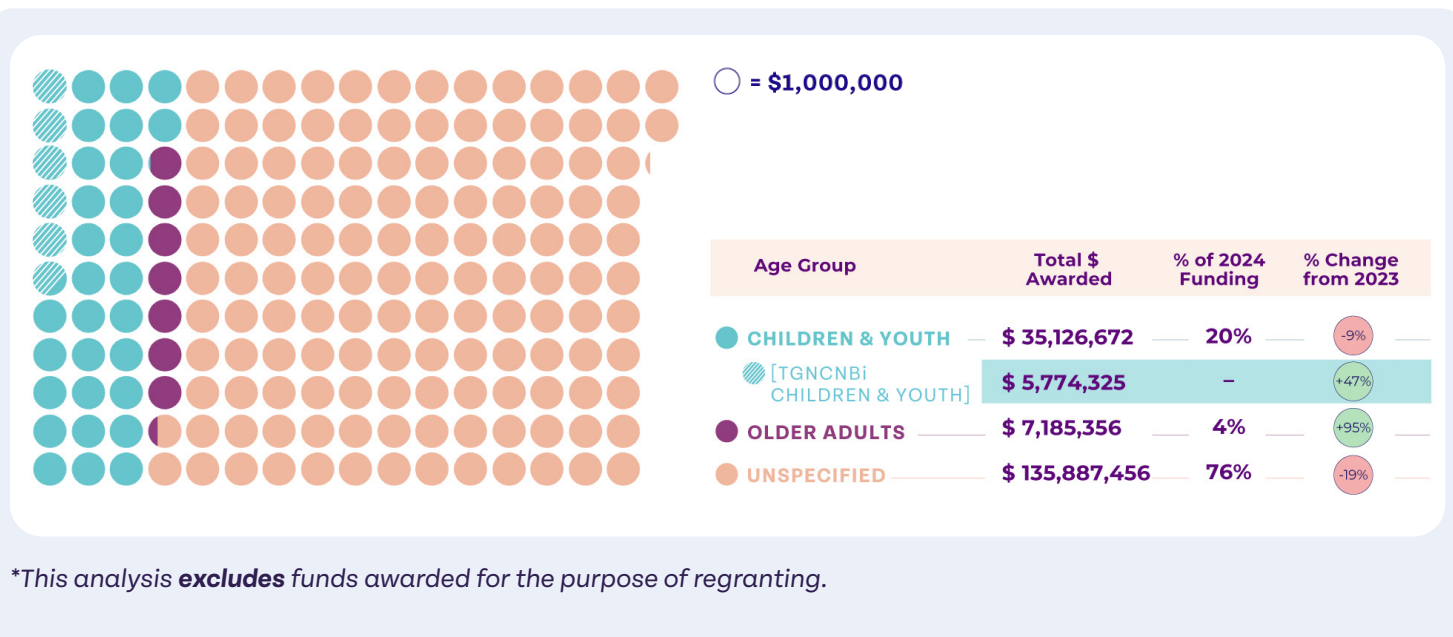 = $1,000,000
Age Group
Total $
Awarded
% of 2024
Funding
% Change
from 2023
CHILDREN & YOUTH $ 35,126,672 20% -9%
[TGNCNBi
CHILDREN & YOUTH] $ 5,774,325 – +47%
OLDER ADULTS $ 7,185,356 4% +95%
UNSPECIFIED $ 135,887,456 76% -19%
*This analysis excludes funds awarded for the purpose of regranting.